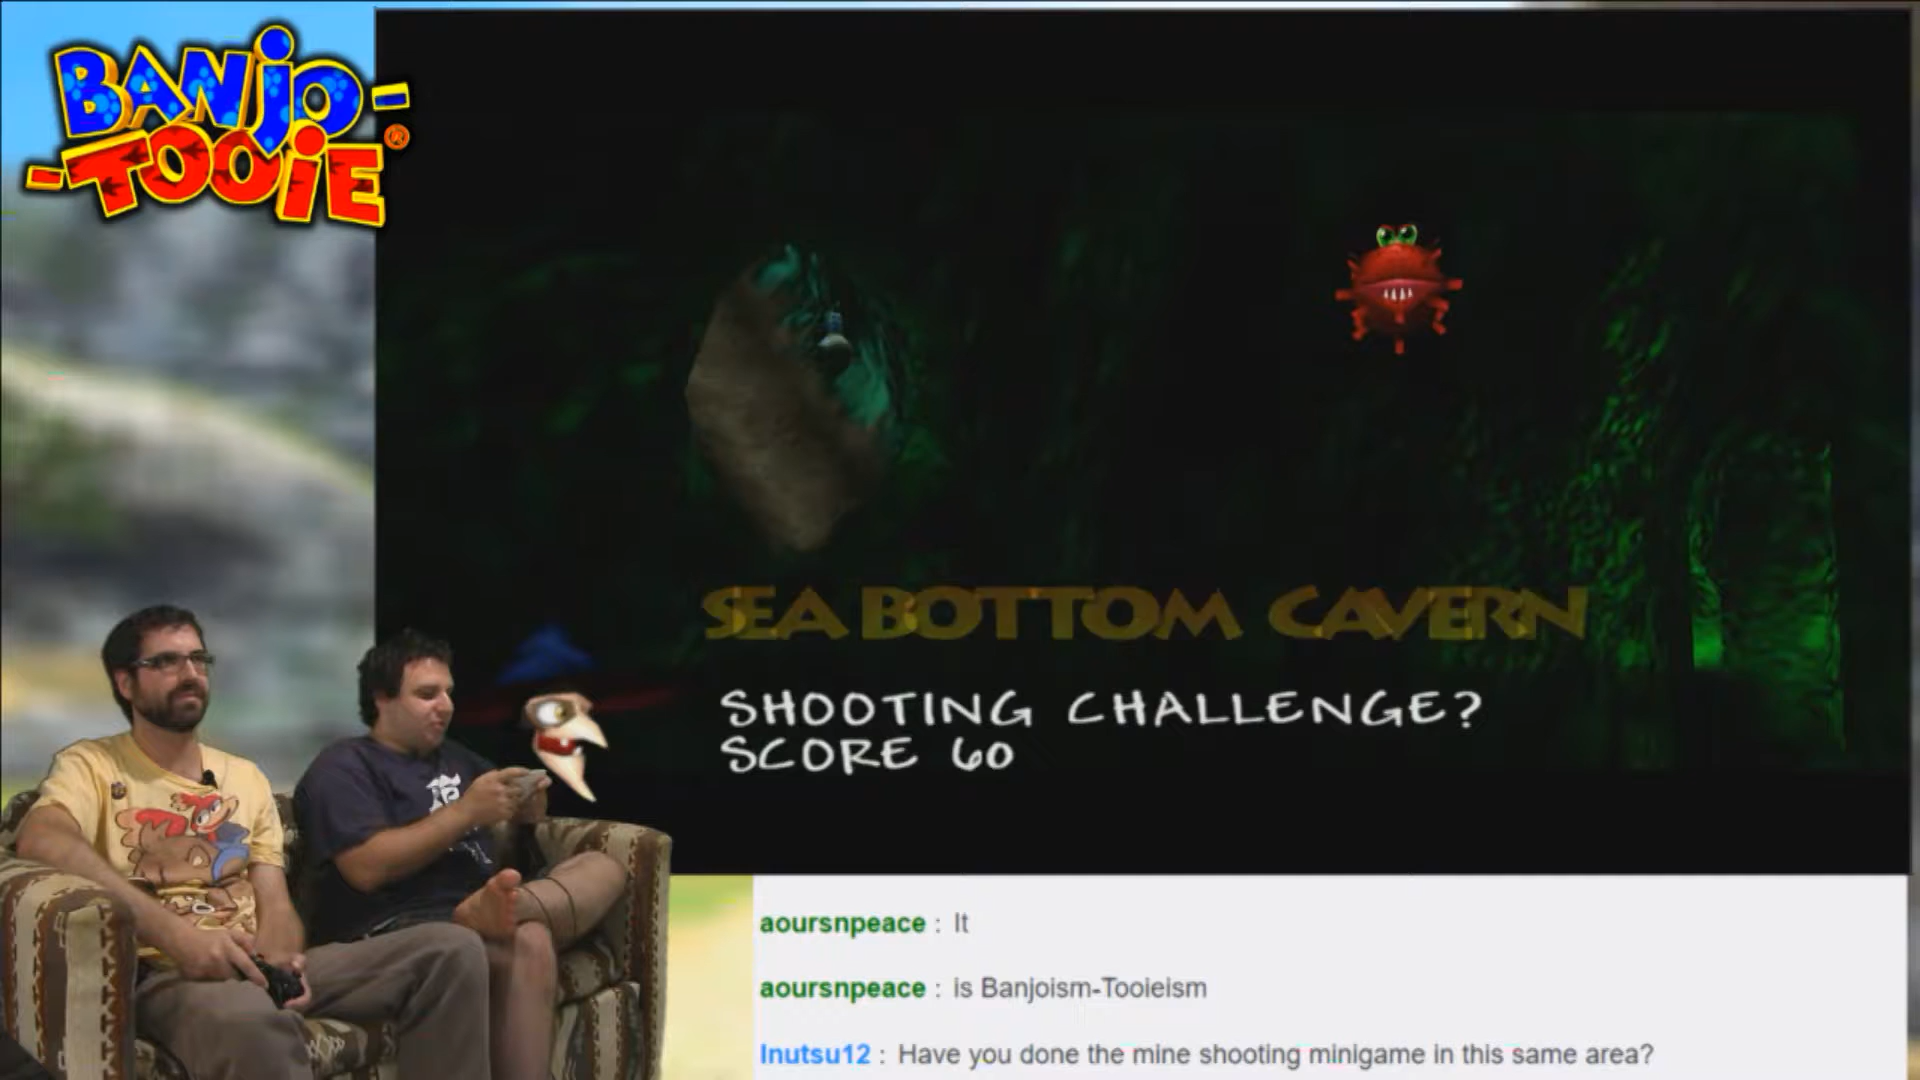 BANJO-
-TOOIE®
SEA BOTTOM CAVERN
SHOOTING CHALLENGE?
SCORE 60
aoursnpeace : It
aoursnpeace : is Banjoism-Tooieism
Inutsu12 : Have you done the mine shooting minigame in this same area?